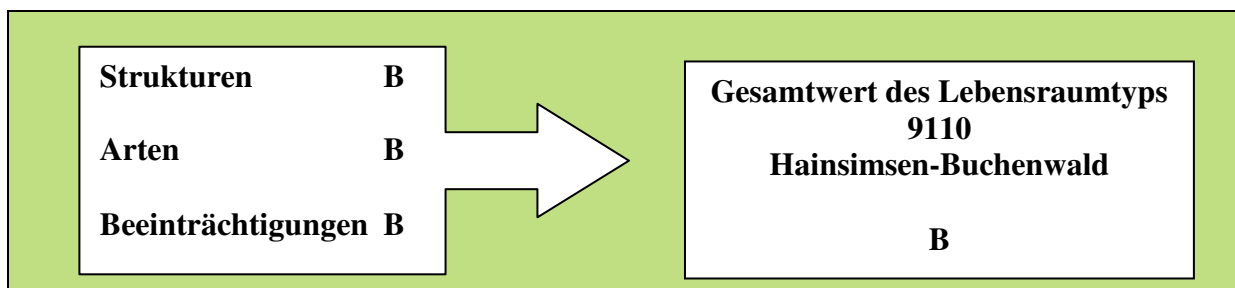 Strukturen B
Arten B
Beeinträchtigungen B
Gesamtwert des Lebensraumtyps
9110
Hainsimsen-Buchenwald
B